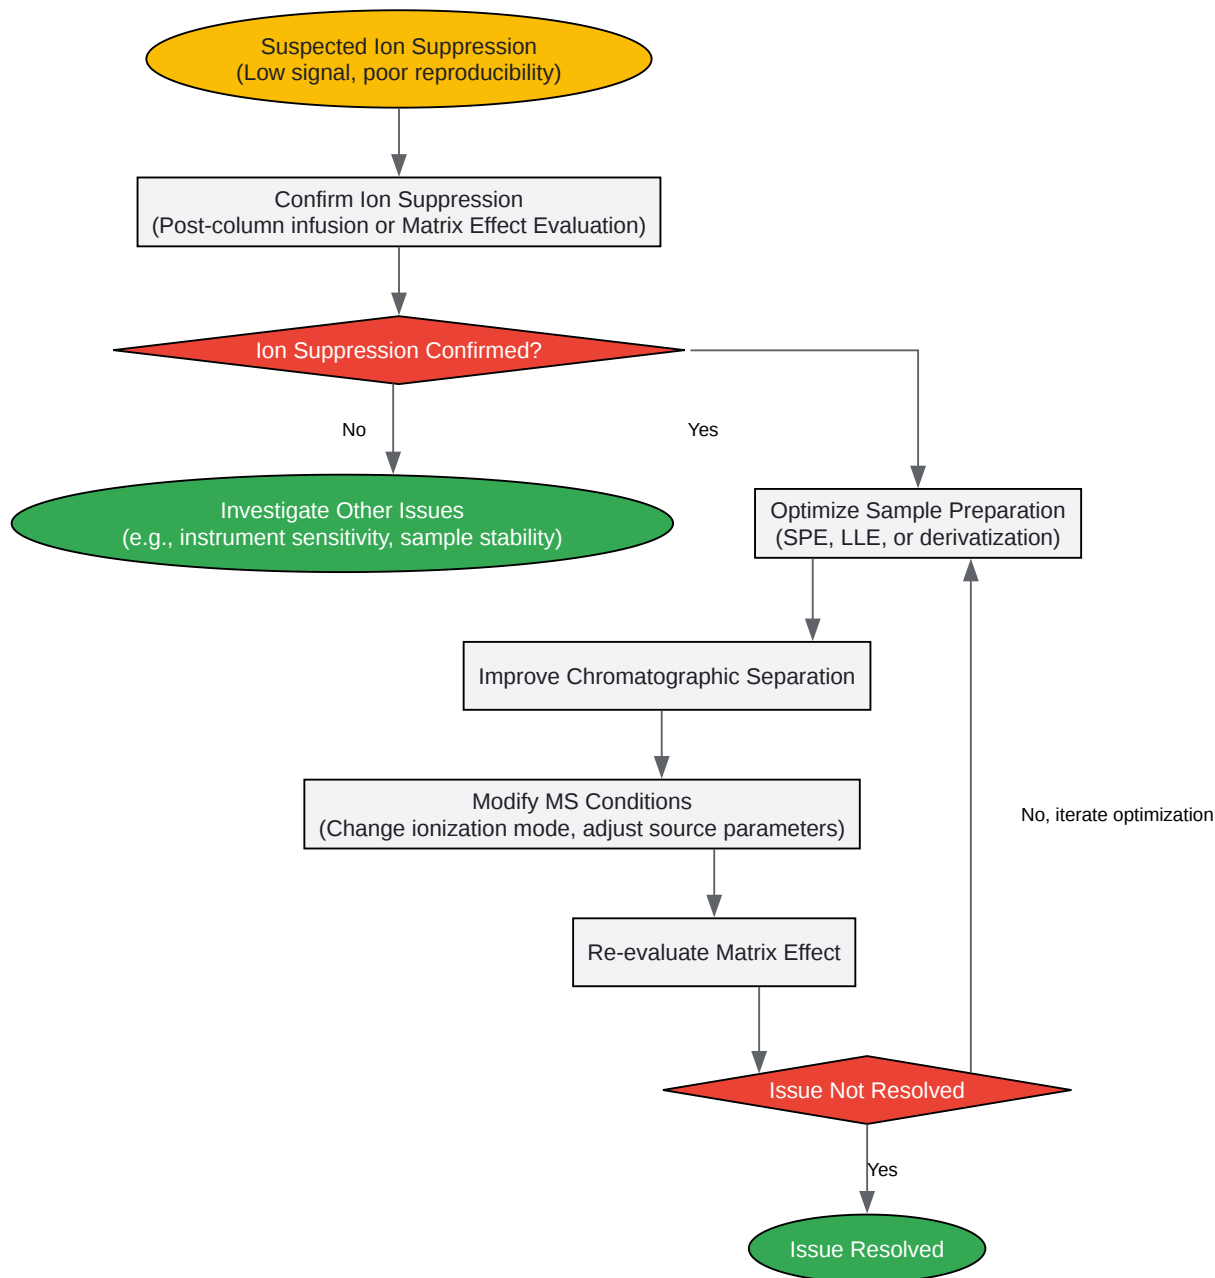 Suspected Ion Suppression
(Low signal, poor reproducibility)
Confirm Ion Suppression
(Post-column infusion or Matrix Effect Evaluation)
Ion Suppression Confirmed?
No
Yes
Investigate Other Issues
(e.g., instrument sensitivity, sample stability)
Optimize Sample Preparation
(SPE, LLE, or derivatization)
Improve Chromatographic Separation
Modify MS Conditions
(Change ionization mode, adjust source parameters)
No, iterate optimization
Re-evaluate Matrix Effect
Issue Not Resolved
Yes
Issue Resolved